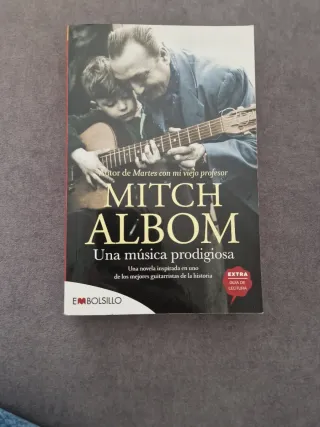 Autor de Martes con mi viejo profesor
MITCH
ALBOM
Una música prodigiosa
Una novela inspirada en uno
de los mejores guitarristas de la historia
EXTRA
GUÍA DE
LECTURA
EMBOLSILLO